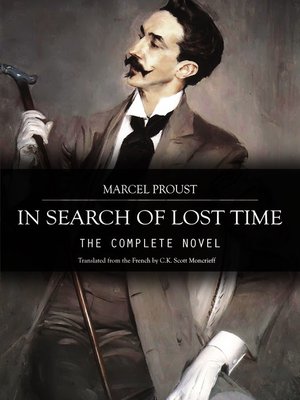 MARCEL PROUST
IN SEARCH OF LOST TIME
THE COMPLETE NOVEL
Translated from the French by C.K. Scott Moncrieff